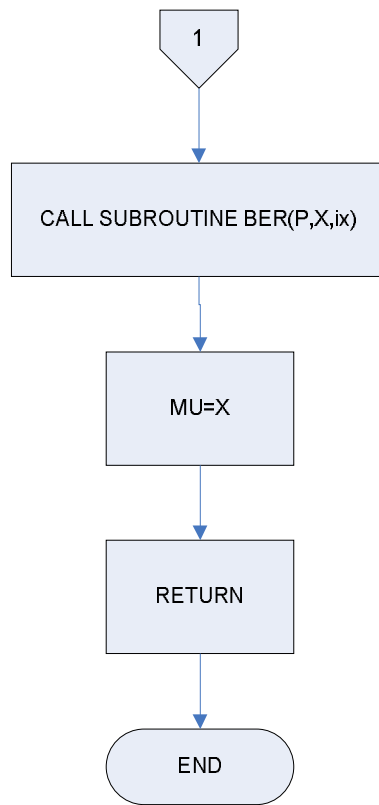 1
CALL SUBROUTINE BER(P,X,ix)
MU=X
RETURN
END